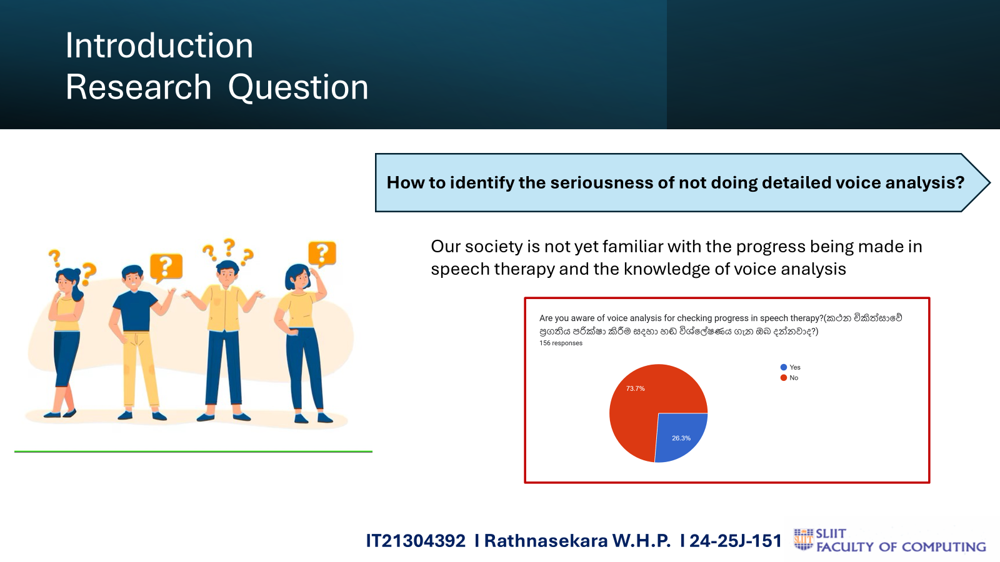 Introduction
Research Question
How to identify the seriousness of not doing detailed voice analysis?
Our society is not yet familiar with the progress being made in
speech therapy and the knowledge of voice analysis
Are you aware of voice analysis for checking progress in speech therapy?(කථන චිකිත්සාවේ
ප්‍රගතිය පරික්ෂා කිරීම සදහා හඬ විශ්ලේෂණය ගැන ඔබ දන්නවාද?)
156 responses
Yes
No
73.7%
26.3%
IT21304392 I Rathnasekara W.H.P. I 24-25J-151
SLIIT
SLIIT
FACULTY OF COMPUTING